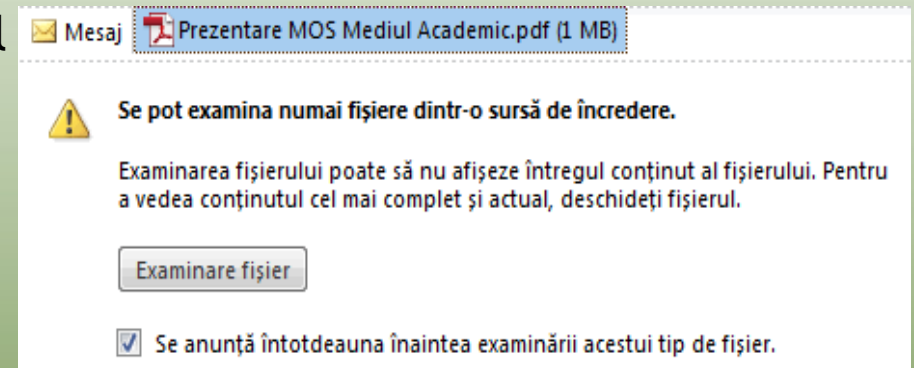 Mesaj Prezentare MOS Mediul Academic.pdf (1 MB)
Se pot examina numai fișiere dintr-o sursă de încredere.
Examinarea fișierului poate să nu afișeze întregul conținut al fișierului. Pentru
a vedea conținutul cel mai complet și actual, deschideți fișierul.
Examinare fișier
Se anunță întotdeauna înaintea examinării acestui tip de fișier.